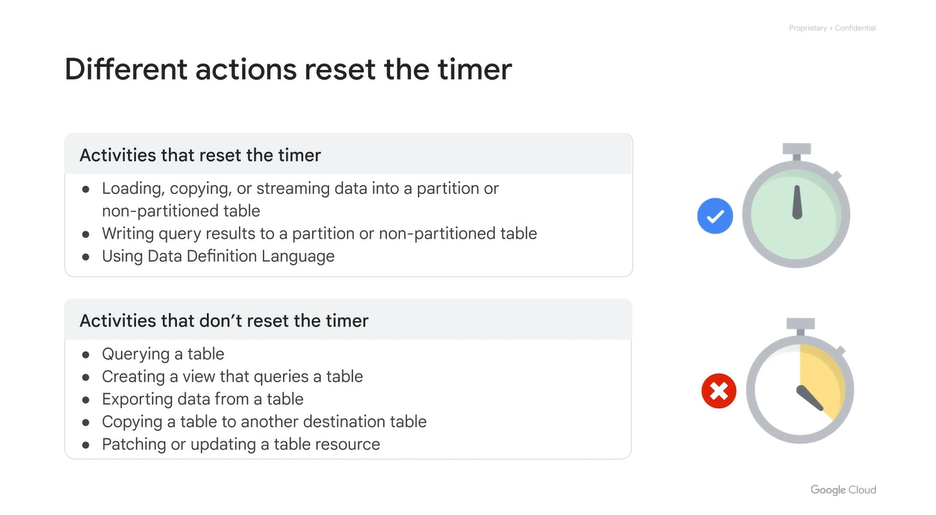 Proprietary + Confidential
Different actions reset the timer
Activities that reset the timer
● Loading, copying, or streaming data into a partition or
non-partitioned table
● Writing query results to a partition or non-partitioned table
● Using Data Definition Language
Activities that don’t reset the timer
● Querying a table
● Creating a view that queries a table
● Exporting data from a table
● Copying a table to another destination table
● Patching or updating a table resource
Google Cloud